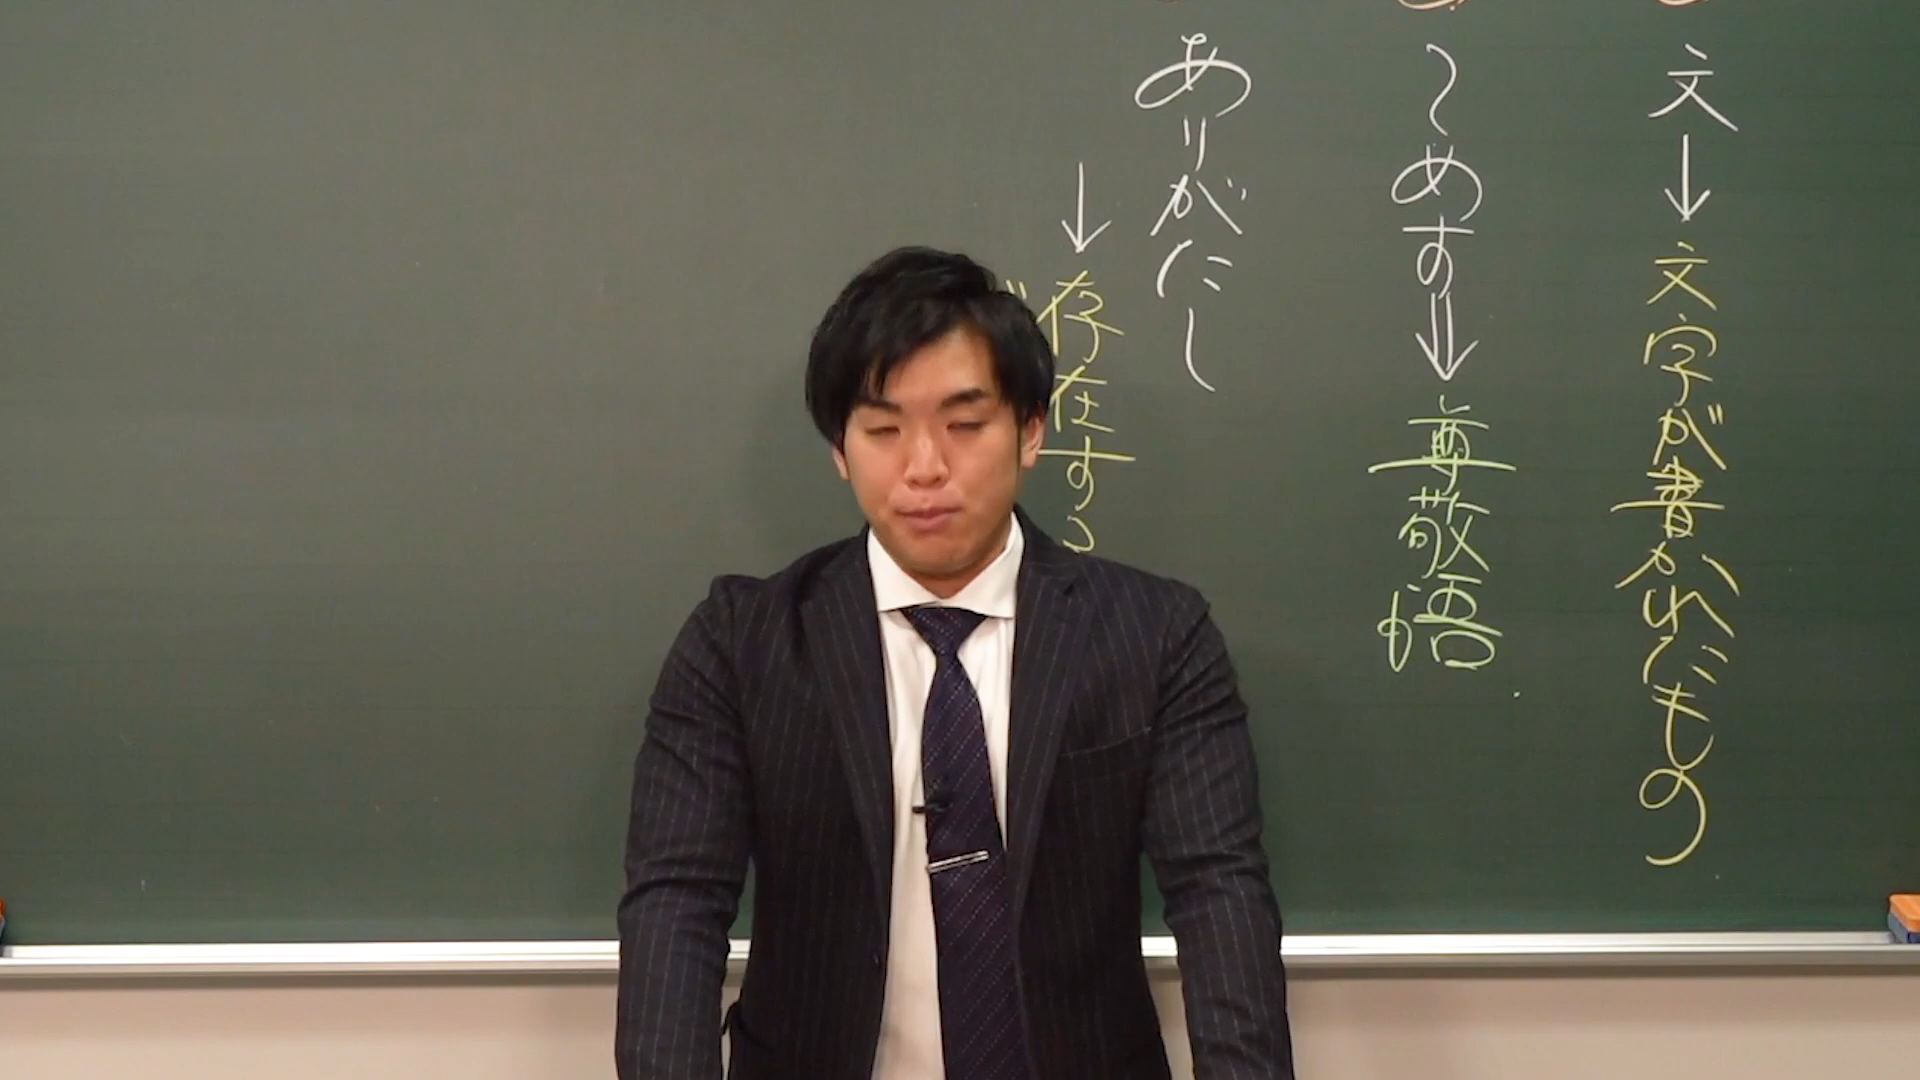 文→文字が書かれたもの
〜めす⇒尊敬語
ありがたし
→存在する